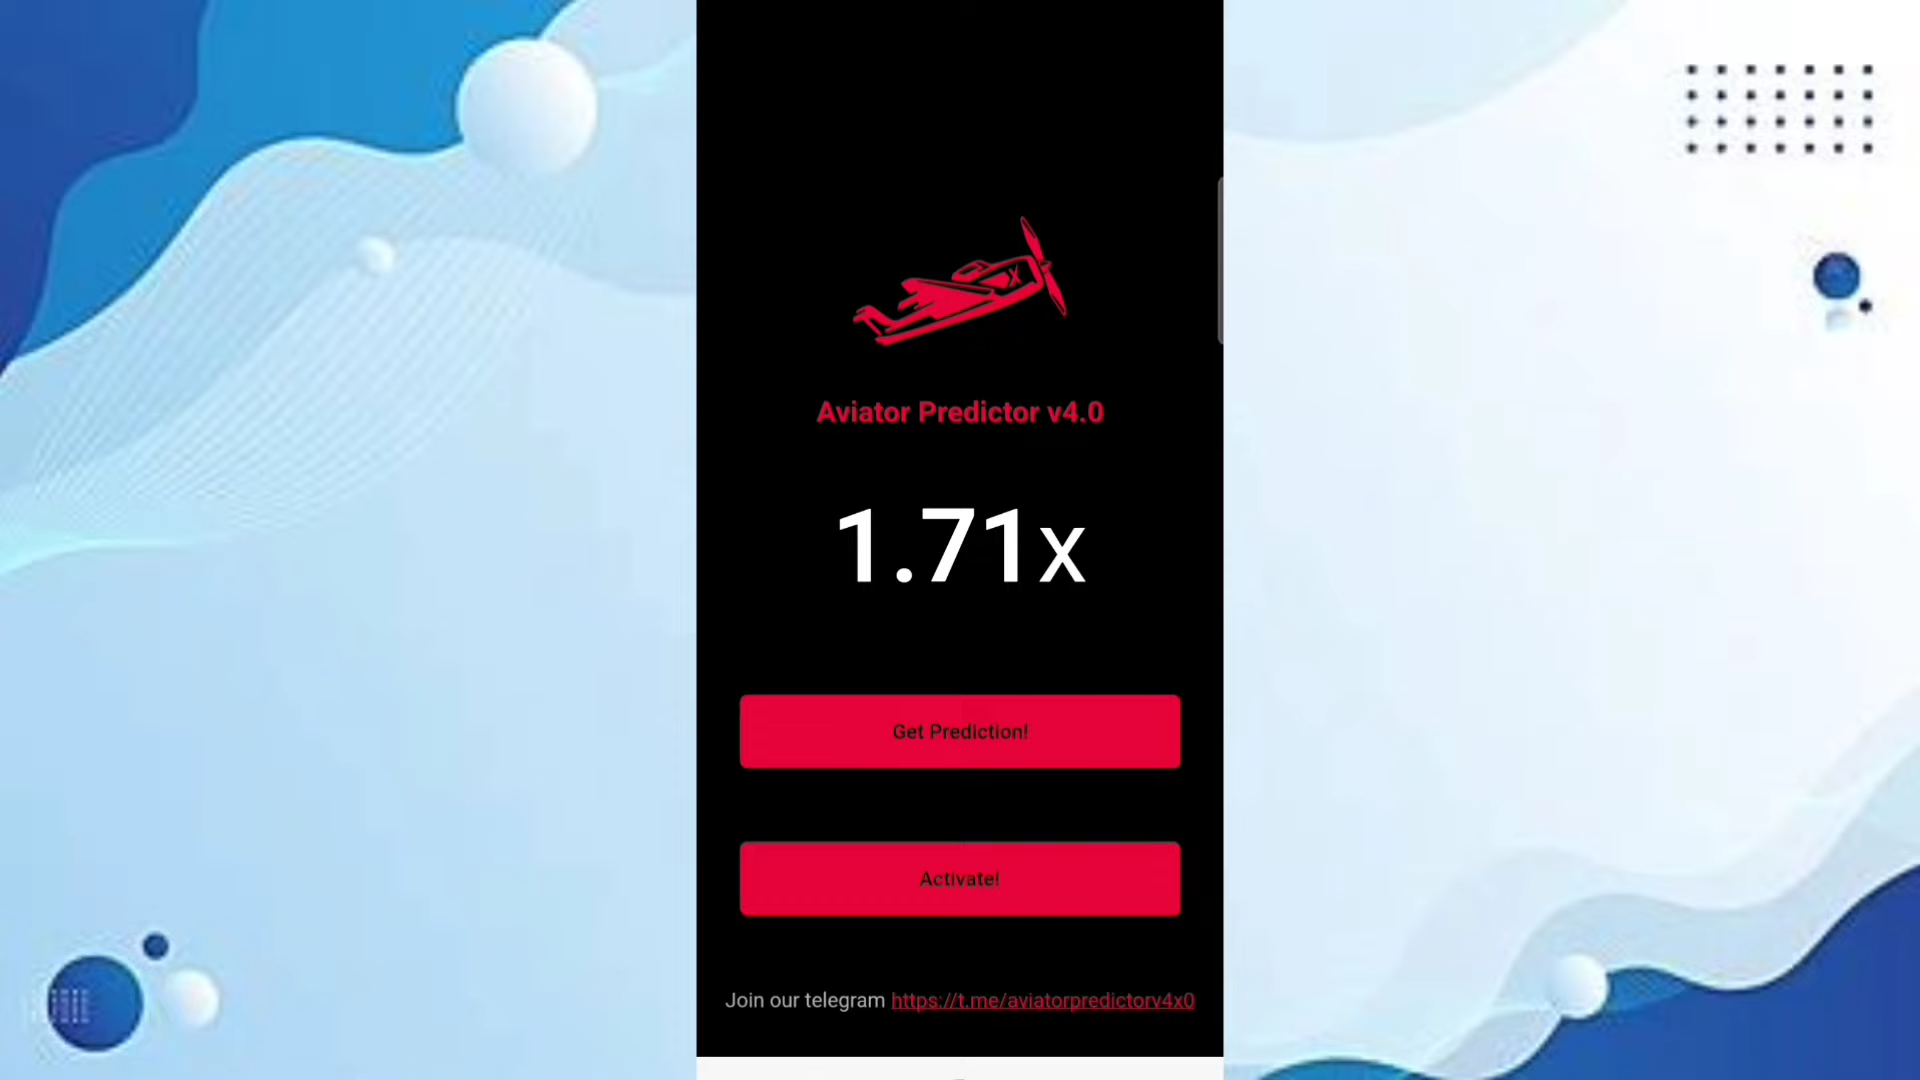 Aviator Predictor v4.0
1.71x
Get Prediction!
Activate!
Join our telegram https://t.me/aviatorpredictorv4x0